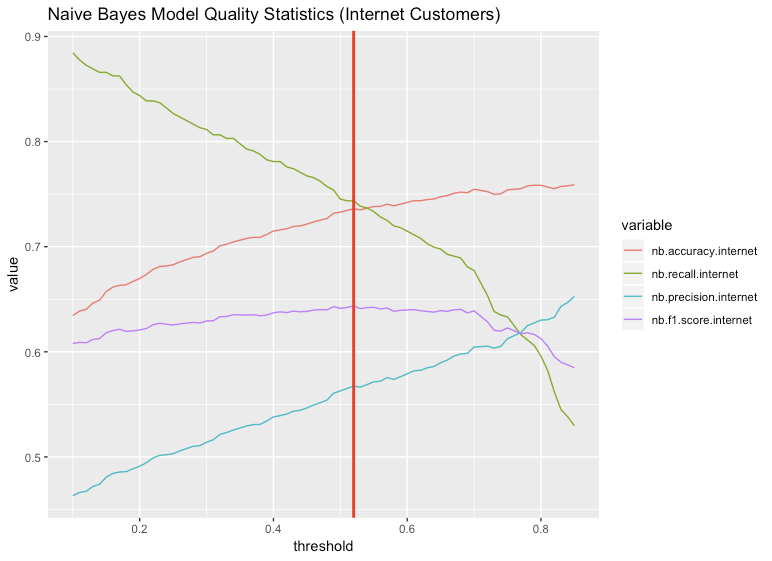 Naive Bayes Model Quality Statistics (Internet Customers)
0.9
0.8
0.7
0.6
0.5
value
0.2 0.4 0.6 0.8
threshold
variable
nb.accuracy.internet
nb.recall.internet
nb.precision.internet
nb.f1.score.internet